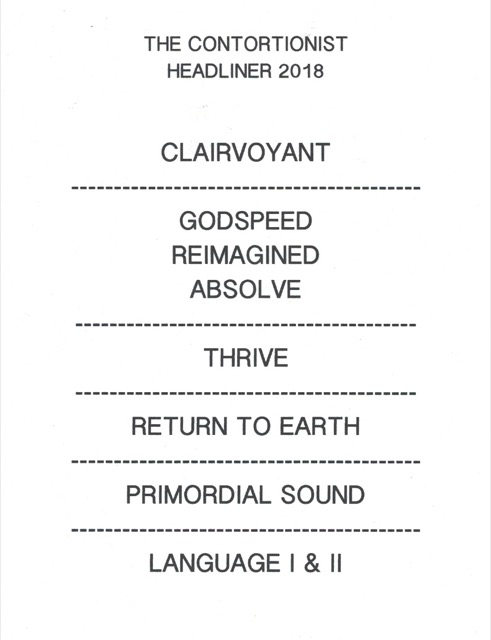 THE CONTORTIONIST
HEADLINER 2018
CLAIRVOYANT
-----------------------------------------
GODSPEED
REIMAGINED
ABSOLVE
----------------------------------------
THRIVE
----------------------------------------
RETURN TO EARTH
-----------------------------------------
PRIMORDIAL SOUND
-----------------------------------------
LANGUAGE I & II